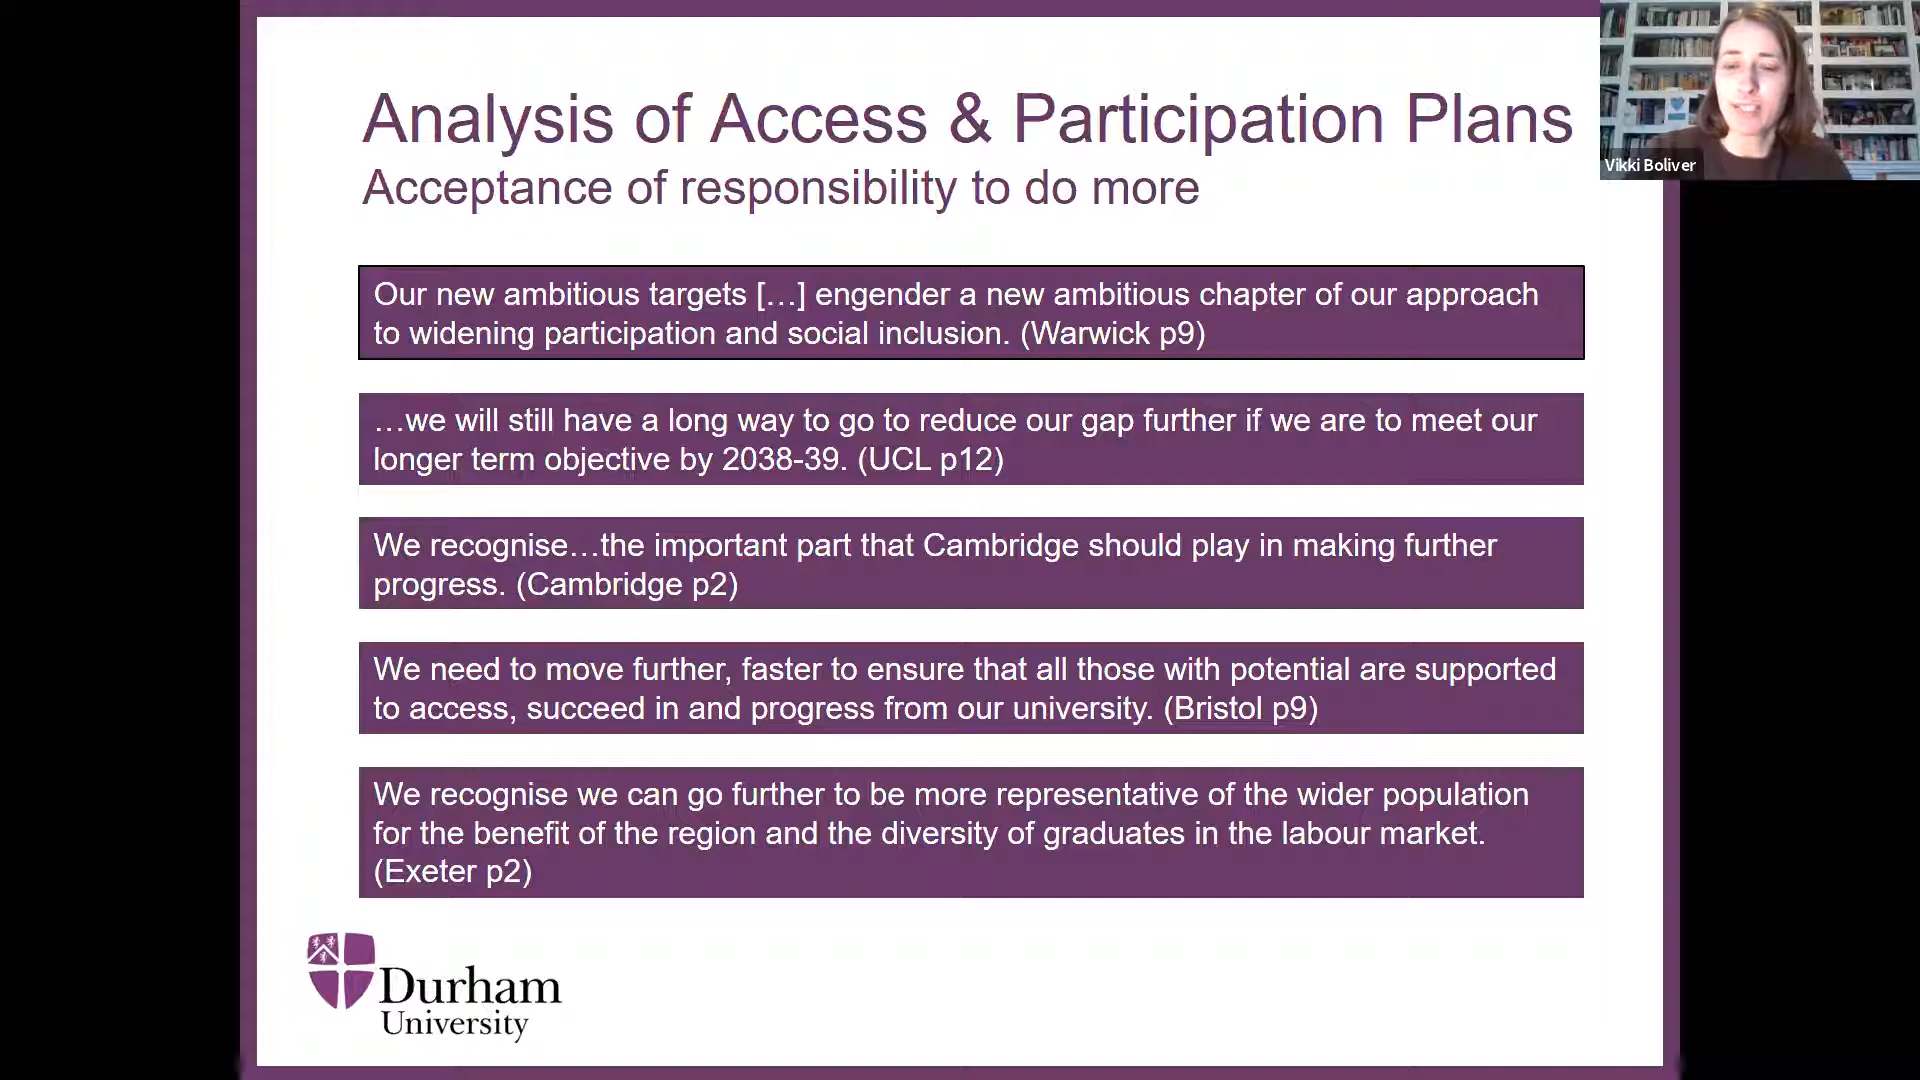 Analysis of Access & Participation Plans
Acceptance of responsibility to do more
Vikki Boliver
Our new ambitious targets […] engender a new ambitious chapter of our approach
to widening participation and social inclusion. (Warwick p9)
…we will still have a long way to go to reduce our gap further if we are to meet our
longer term objective by 2038-39. (UCL p12)
We recognise…the important part that Cambridge should play in making further
progress. (Cambridge p2)
We need to move further, faster to ensure that all those with potential are supported
to access, succeed in and progress from our university. (Bristol p9)
We recognise we can go further to be more representative of the wider population
for the benefit of the region and the diversity of graduates in the labour market.
(Exeter p2)
Durham
University